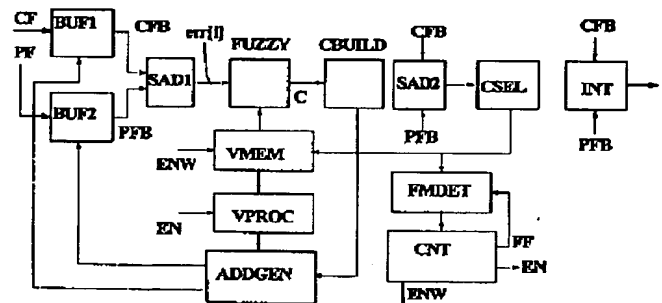 CF
BUF1
CFB
PF
BUF2
PFB
SAD1
err[i]
FUZZY
C
CBUILD
CFB
SAD2
PFB
CSEL
CFB
INT
PFB
ENW
VMEM
EN
VPROC
ADDGEN
FMDET
CNT
FF
EN
ENW